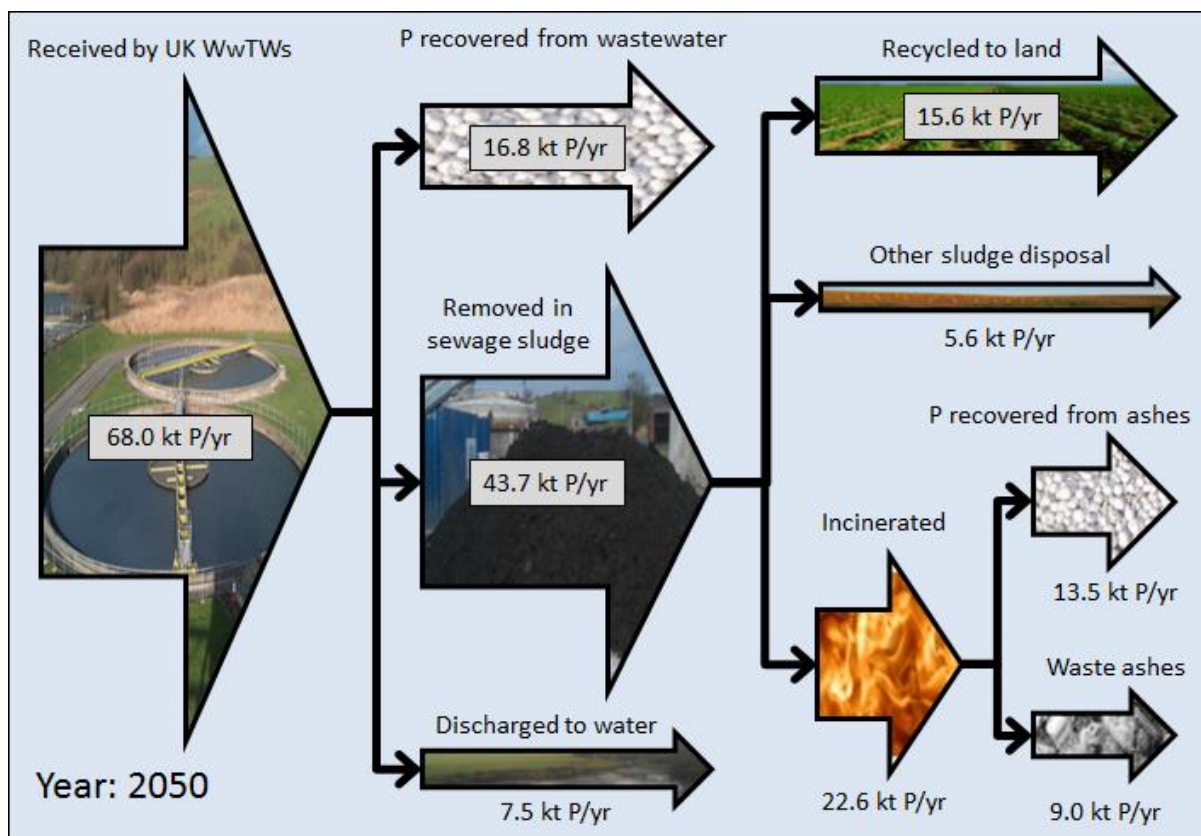 Received by UK WwTWs
68.0 kt P/yr
Year: 2050
P recovered from wastewater
16.8 kt P/yr
Removed in
sewage sludge
43.7 kt P/yr
Discharged to water
7.5 kt P/yr
Recycled to land
15.6 kt P/yr
Other sludge disposal
5.6 kt P/yr
Incinerated
22.6 kt P/yr
P recovered from ashes
13.5 kt P/yr
Waste ashes
9.0 kt P/yr